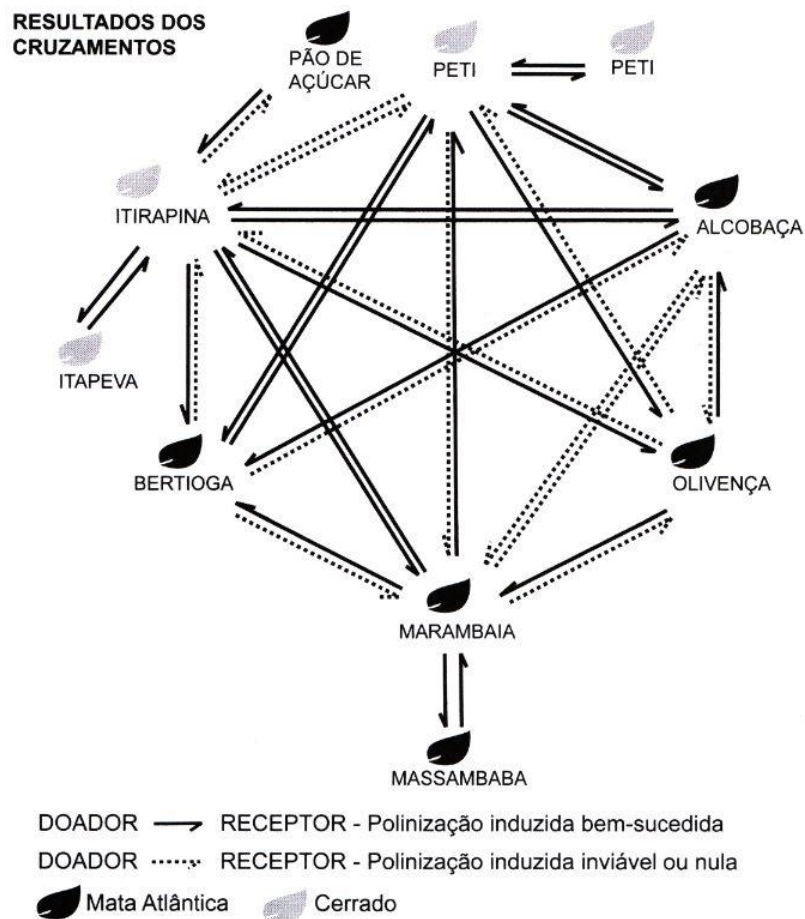 RESULTADOS DOS
CRUZAMENTOS
PÃO DE
AÇÚCAR
PETI
PETI
ITIRAPINA
ALCOBAÇA
ITAPEVA
BERTIOGA
OLIVENÇA
MARAMBAIA
MASSAMBABA
DOADOR RECEPTOR - Polinização induzida bem-sucedida
DOADOR RECEPTOR - Polinização induzida inviável ou nula
Mata Atlântica Cerrado